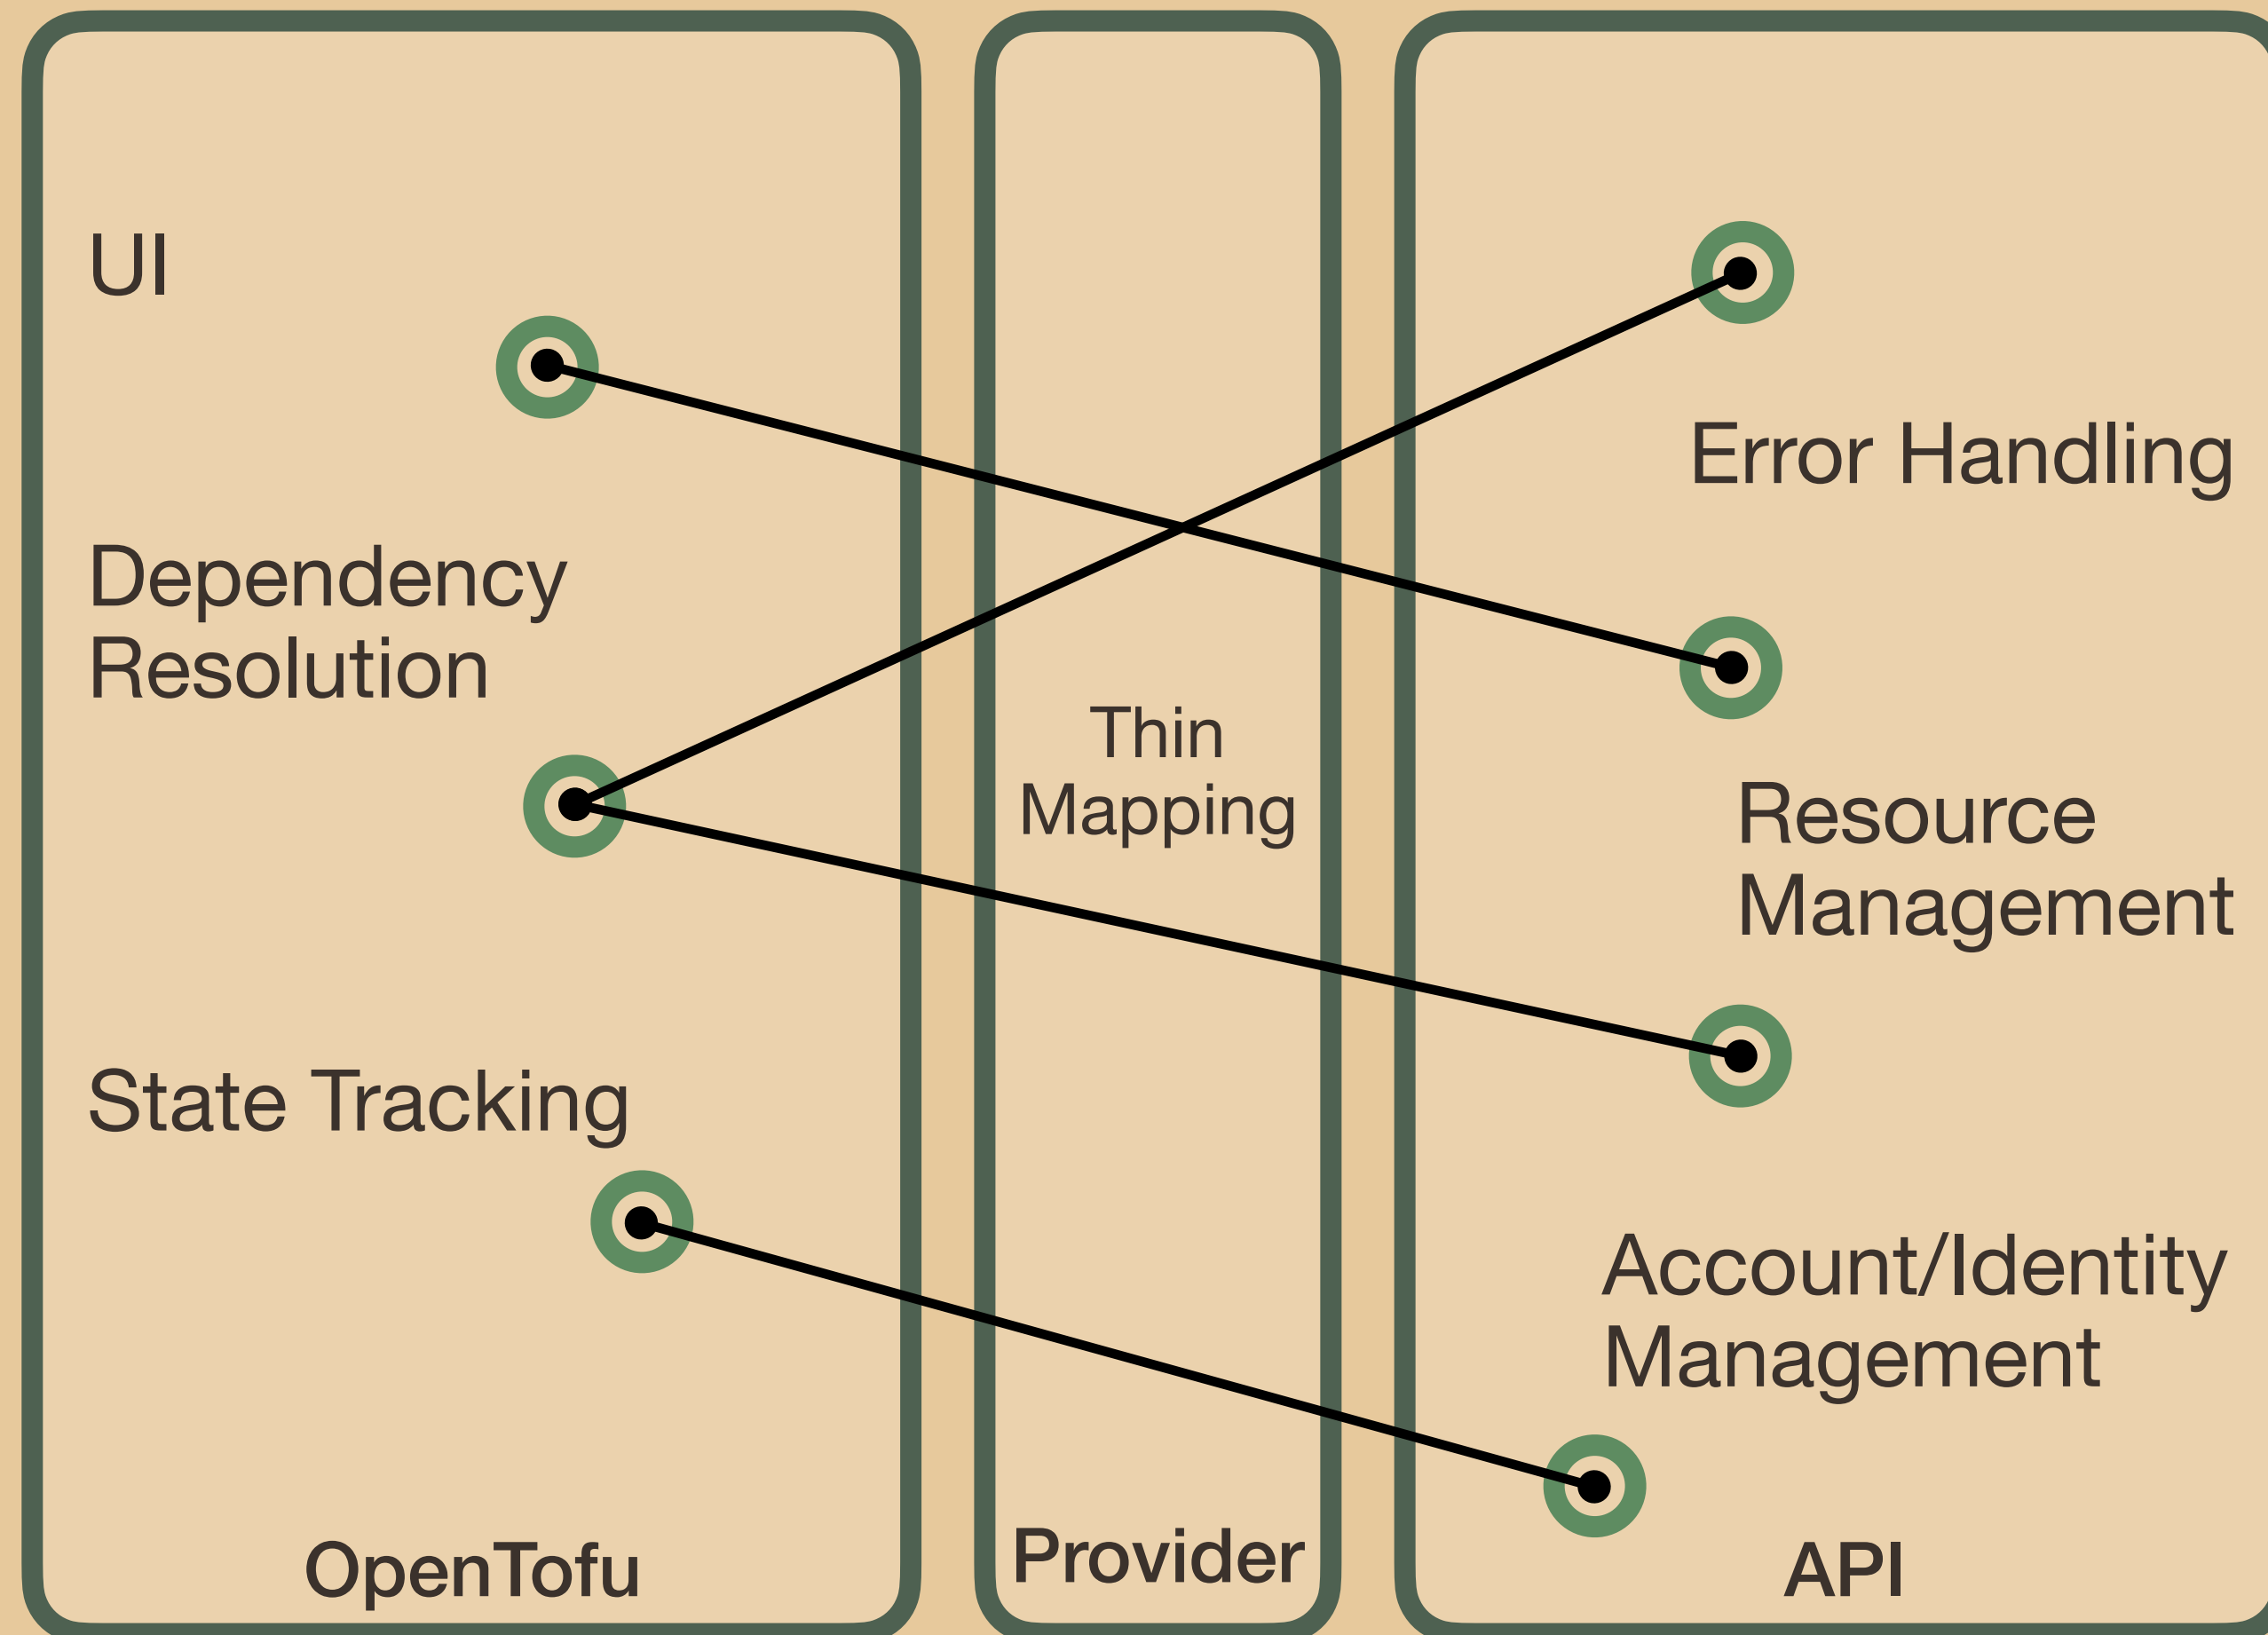 UI
Dependency
Resolution
State Tracking
OpenTofu
Thin
Mapping
Provider
Error Handling
Resource
Management
Account/Identity
Management
API